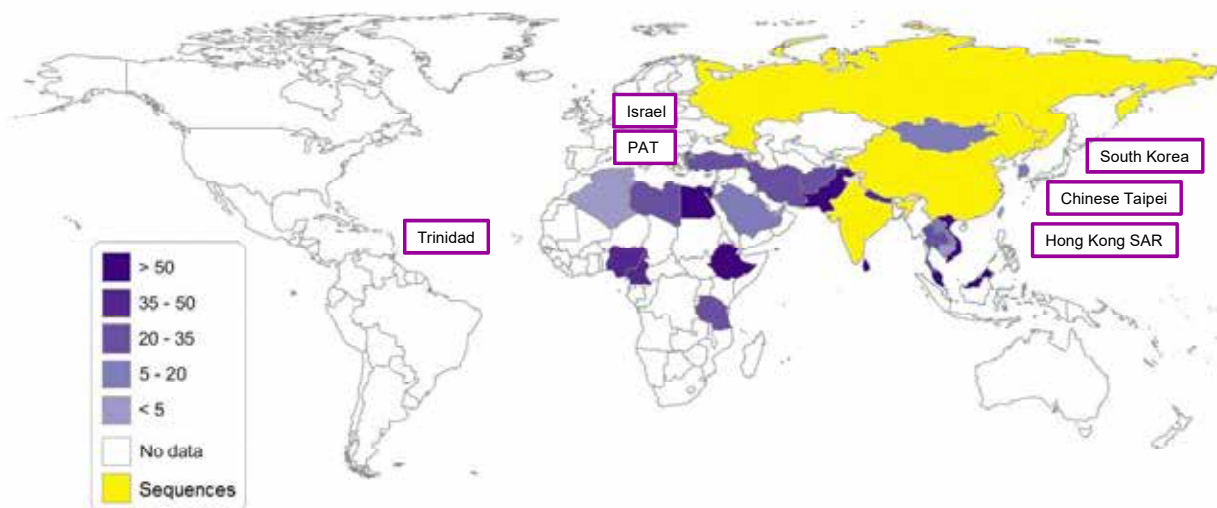 Israel
PAT
South Korea
Chinese Taipei
Trinidad
Hong Kong SAR
> 50
35 - 50
20 - 35
5 - 20
< 5
No data
Sequences